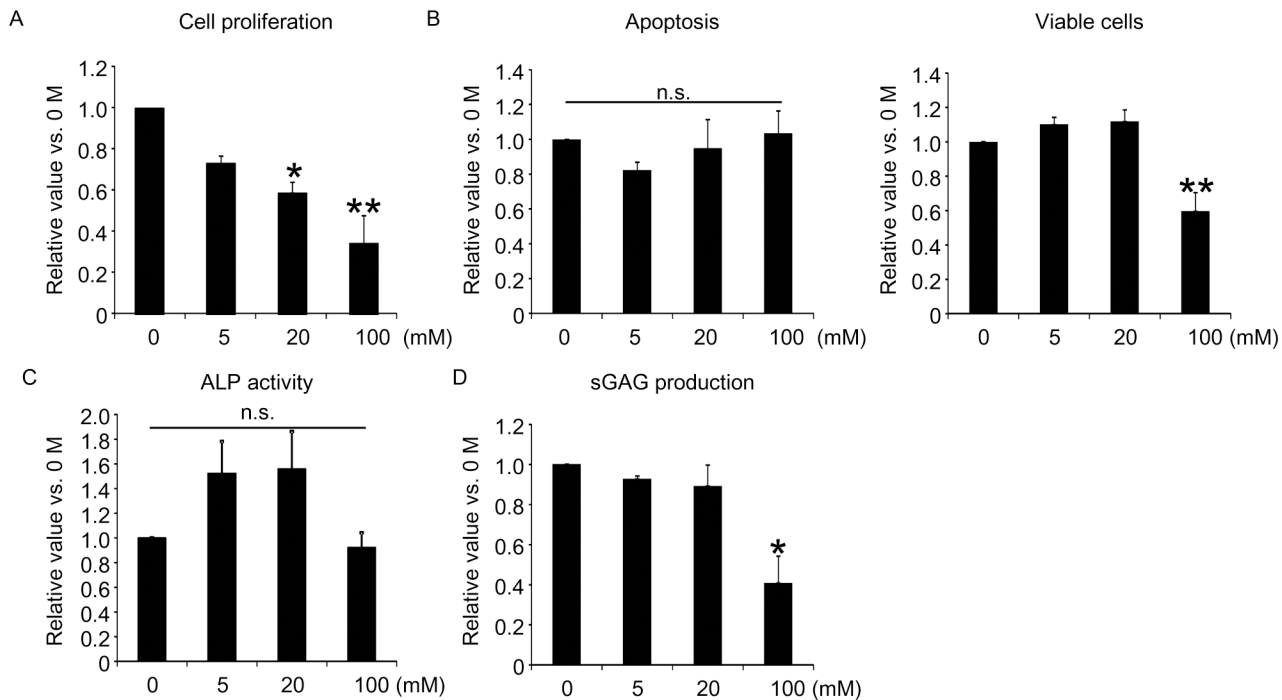 A
Cell proliferation
Relative value vs. 0 M
1.2
1.0
0.8
0.6
0.4
0.2
0
*
**
0 5 20 100 (mM)
B
Apoptosis
Relative value vs. 0 M
1.4
1.2
1.0
0.8
0.6
0.4
0.2
0
n.s.
0 5 20 100 (mM)
Viable cells
Relative value vs. 0 M
1.4
1.2
1.0
0.8
0.6
0.4
0.2
0
**
0 5 20 100 (mM)
C
ALP activity
Relative value vs. 0 M
2.0
1.8
1.6
1.4
1.2
1.0
0.8
0.6
0.4
0.2
0
n.s.
0 5 20 100 (mM)
D
sGAG production
Relative value vs. 0 M
1.2
1.0
0.8
0.6
0.4
0.2
0
*
0 5 20 100 (mM)